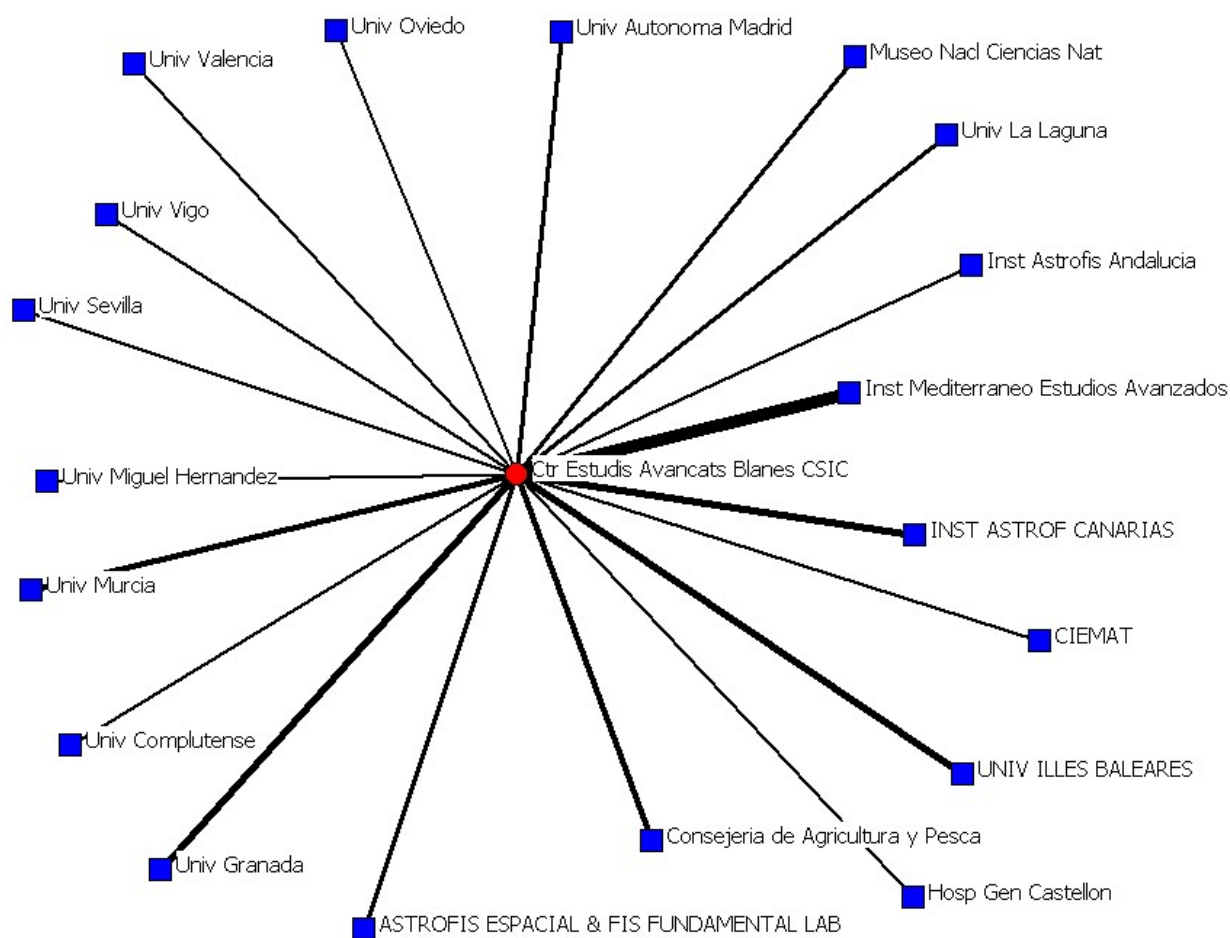 Univ Oviedo
Univ Autonoma Madrid
Museo Nacl Ciencias Nat
Univ Valencia
Univ La Laguna
Univ Vigo
Inst Astrofis Andalucia
Univ Sevilla
Inst Mediterraneo Estudios Avanzados
Ctr Estudis Avancats Blanes CSIC
Univ Miguel Hernandez
INST ASTROF CANARIAS
Univ Murcia
CIEMAT
Univ Complutense
UNIV ILLES BALEARES
Consejeria de Agricultura y Pesca
Univ Granada
Hosp Gen Castellon
ASTROFIS ESPACIAL & FIS FUNDAMENTAL LAB